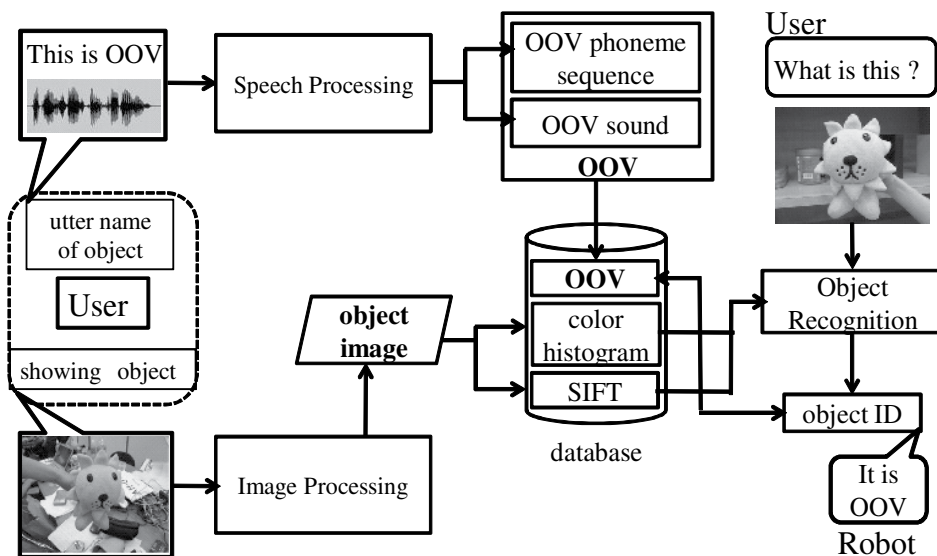 This is OOV
Speech Processing
OOV phoneme
sequence
OOV sound
OOV
User
What is this ?
utter name
of object
User
showing object
object
image
Image Processing
OOV
color
histogram
SIFT
database
Object
Recognition
object ID
It is
OOV
Robot